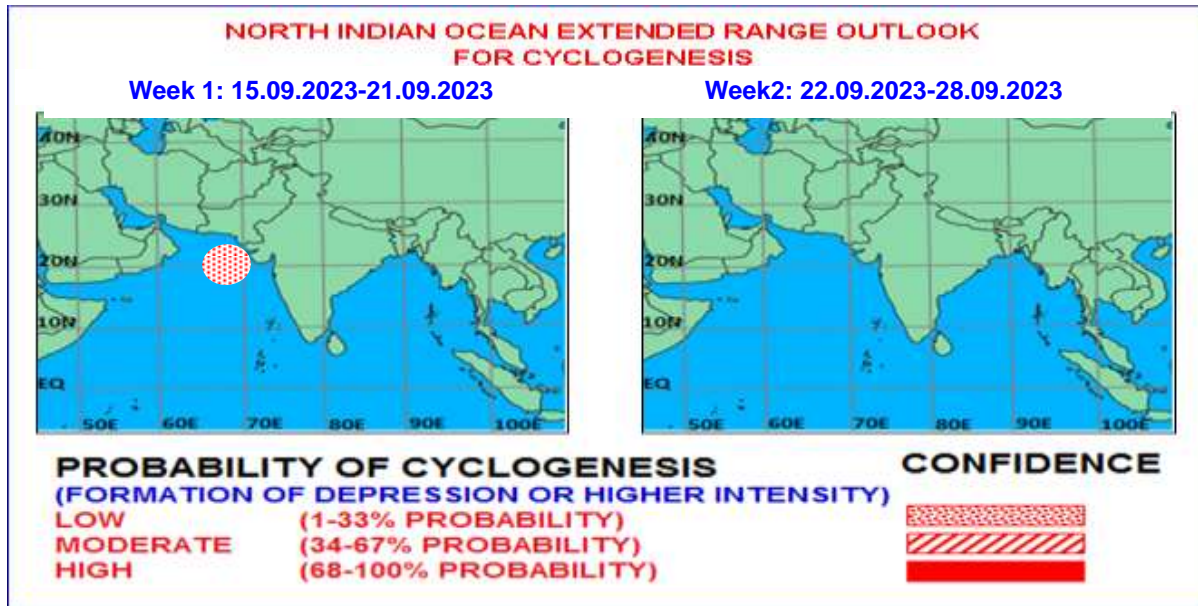 NORTH INDIAN OCEAN EXTENDED RANGE OUTLOOK
FOR CYCLOGENESIS
Week 1: 15.09.2023-21.09.2023
40N
30N
20N
10N
EQ
50E 60E 70E 80E 90E 100E
Week2: 22.09.2023-28.09.2023
40N
30N
20N
10N
EQ
50E 60E 70E 80E 90E 100E
PROBABILITY OF CYCLOGENESIS
(FORMATION OF DEPRESSION OR HIGHER INTENSITY)
CONFIDENCE
LOW (1-33% PROBABILITY)
MODERATE (34-67% PROBABILITY)
HIGH (68-100% PROBABILITY)